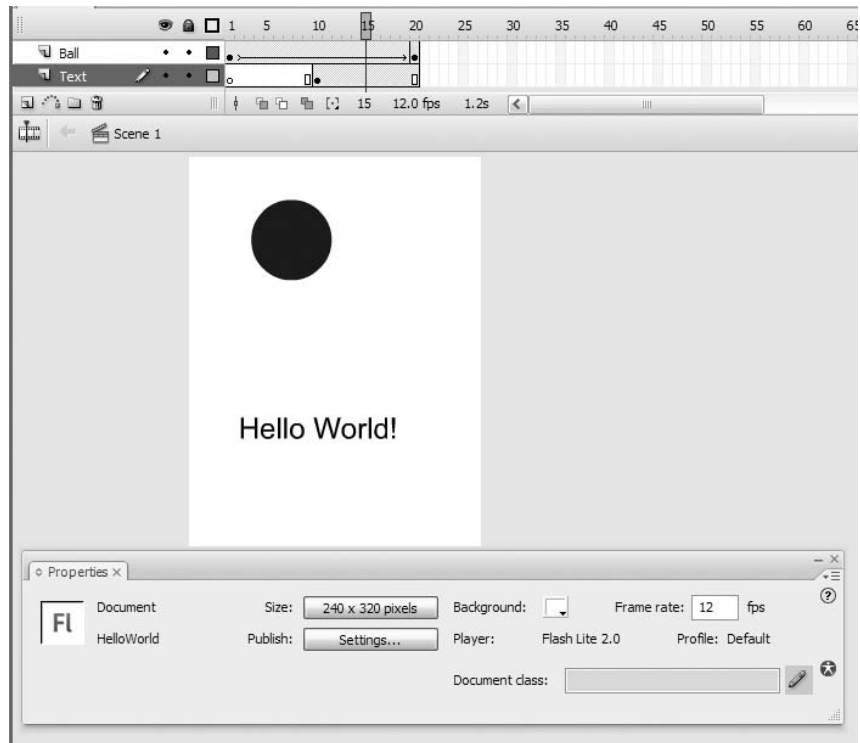 1 5 10 15 20 25 30 35 40 45 50 55 60 65
Ball
Text
15 12.0 fps 1.2s
Scene 1
Hello World!
Properties ×
Fl
Document Size: 240 x 320 pixels Background: Frame rate: 12 fps
HelloWorld Publish: Settings... Player: Flash Lite 2.0 Profile: Default
Document class: